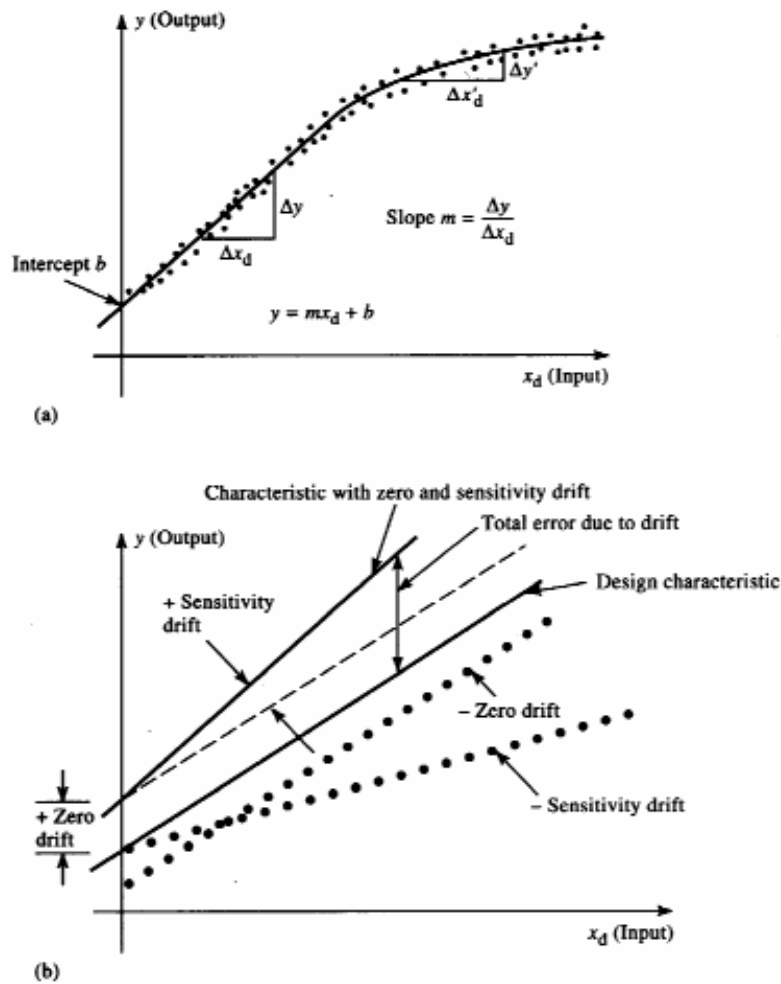 y (Output)
Δy'
Δx'd
Δy
Slope m = Δy/Δxd
Δxd
Intercept b
y = mxd + b
xd (Input)
(a)
Characteristic with zero and sensitivity drift
y (Output)
Total error due to drift
Design characteristic
+ Sensitivity
drift
– Zero drift
+ Zero
drift
– Sensitivity drift
xd (Input)
(b)